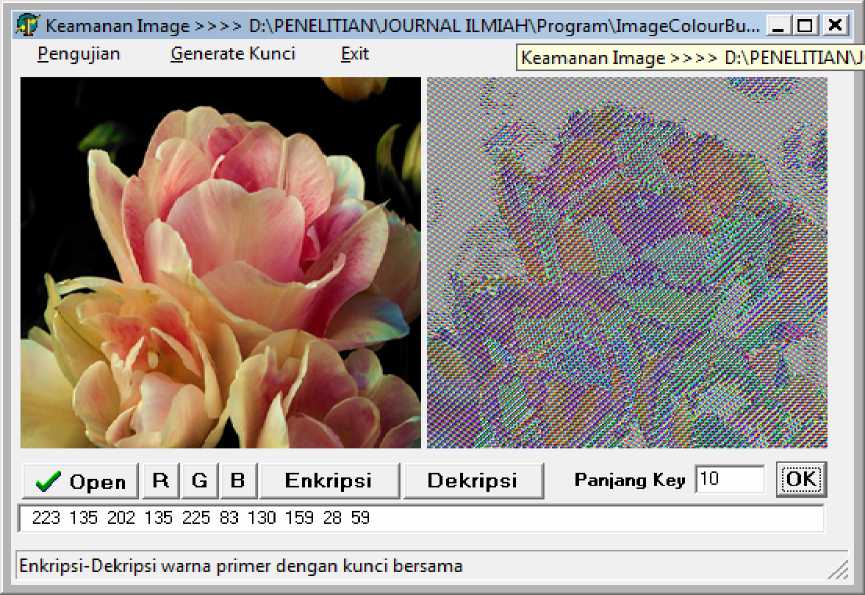 Keamanan Image >>>> D:\PENELITIAN\JOURNAL ILMIAH\Program\ImageColourBu...
Pengujian Generate Kunci Exit
Keamanan Image >>>> D:\PENELITIAN\J
Open R G B Enkripsi Dekripsi Panjang Key 10 OK
223 135 202 135 225 83 130 159 28 59
Enkripsi-Dekripsi warna primer dengan kunci bersama